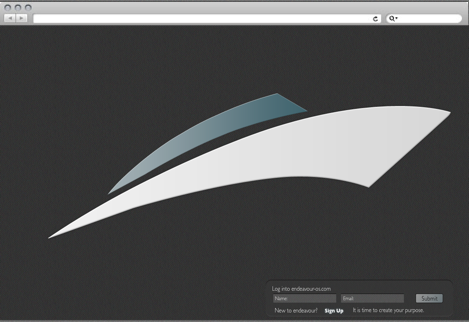 Log into endeavour-os.com
Name: Email: Submit
New to endeavour? Sign Up It is time to create your purpose.